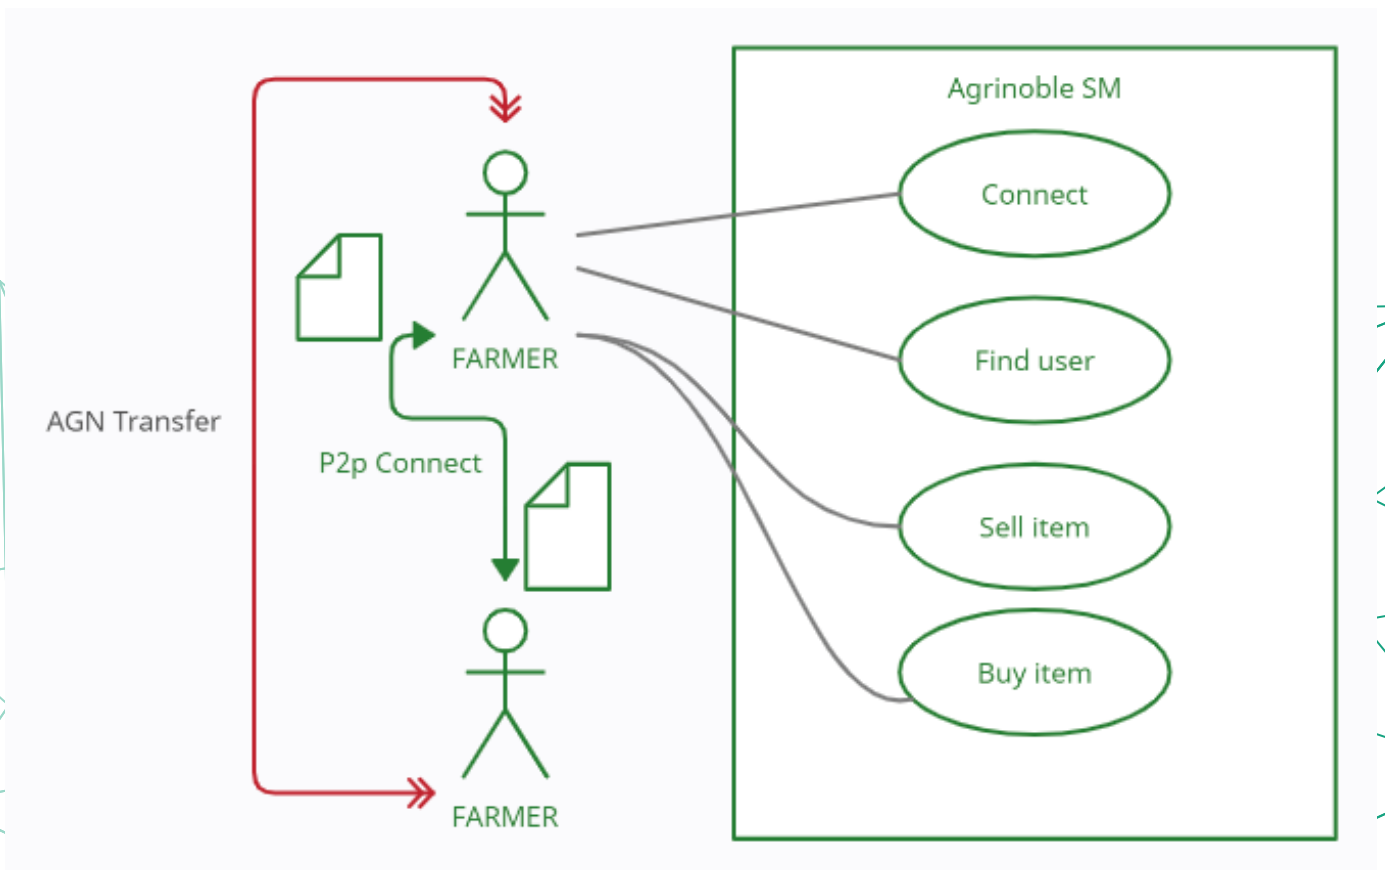 Agrinoble SM
Connect
FARMER
Find user
AGN Transfer
P2p Connect
Sell item
Buy item
FARMER